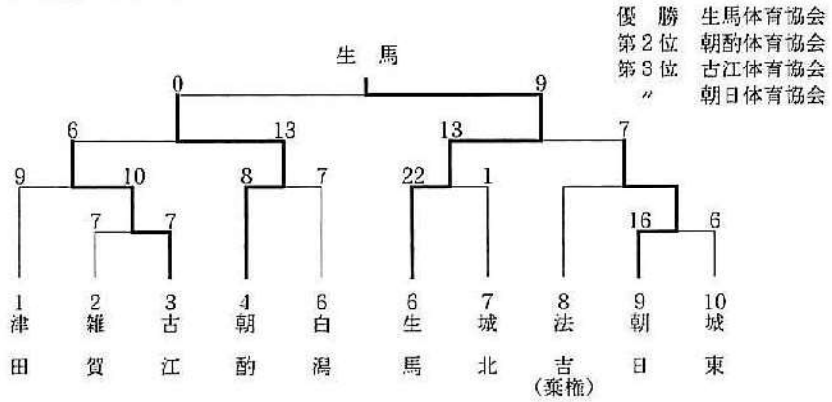 優 勝 生馬体育協会
第2位 朝酌体育協会
第3位 古江体育協会
〃 朝日体育協会
生 馬
0 9
6 13 13 7
9 10 8 7 22 1
7 7 16 6
1 2 3 4 6 6 7 8 9 10
津田 雑賀 古江 朝酌 白潟 生馬 城北 法吉 朝日 城東
(棄権)